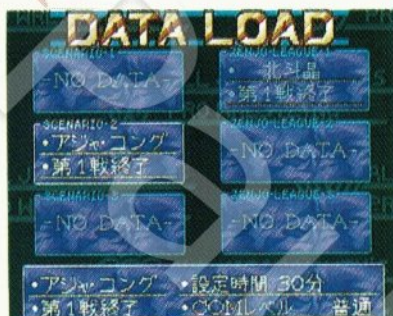 DATA LOAD
SCENARIO-1
-NO DATA-
ZENJO-LEAGUE-1
・ 北斗晶
・第1戦終了
SCENARIO-2
・アジャ・コング
・第1戦終了
ZENJO-LEAGUE-2
-NO DATA-
SCENARIO-3
-NO DATA-
ZENJO-LEAGUE-3
-NO DATA-
・アジャ・コング ・設定時間 30分
・第1戦終了 ・COMレベル 普通